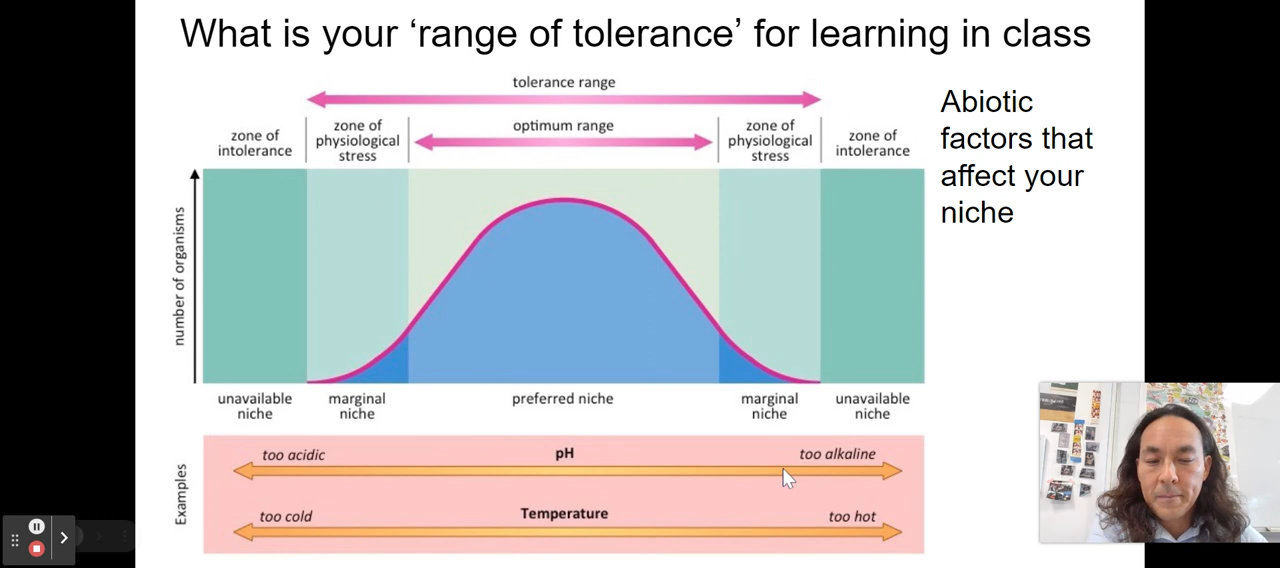 What is your ‘range of tolerance’ for learning in class
tolerance range
zone of
intolerance
zone of
physiological
stress
optimum range
zone of
physiological
stress
zone of
intolerance
Abiotic
factors that
affect your
niche
number of organisms
unavailable
niche
marginal
niche
preferred niche
marginal
niche
unavailable
niche
Examples
too acidic
pH
too alkaline
too cold
Temperature
too hot